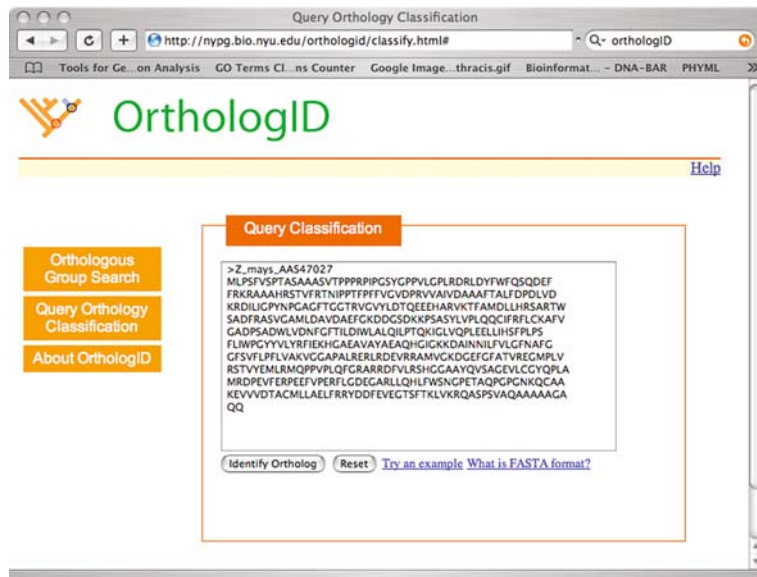 Query Orthology Classification
http://nypg.bio.nyu.edu/orthologid/classify.html#
orthologID
Tools for Ge...on Analysis GO Terms Cl...ns Counter Google Image...thracis.gif Bioinformat... – DNA-BAR PHYML
OrthologID
Help
Query Classification
Orthologous
Group Search
Query Orthology
Classification
About OrthologID
>Z_mays_AAS47027
MLPSFVSPTASAAASVTPPPRPIPGSYGPPVLGPLRDRLDYFWFQSQDEF
FRKRAAAHRSTVFRTNIPPTFPFFVGVDPRVVAIVDAAAFTALFDPDLVD
KRDILIGPYNPGAGFTGGTRVGVYLDTQEEEHARVKTFAMDLLHRSARTW
SADFRASVGAMLDAVDAEFGKDDGSDKKPSASYLVPLQQCIFRFLCKAFV
GADPSADWLVDNFGFTILDIWLALQILPTQKIGLVQPLEELLIHSFPLPS
FLIWPGYYVLYRFIEKHGAEAVAYAEAQHGIGKKDAINNILFVLGFNAFG
GFSVFLPFLVAKVGGAPALRERLRDEVRRAMVGKDGEFGFATVREGMPLV
RSTVYEMLRMQPPVPLQFGRARRDFVLRSHGGAAYQVSAGEVLCGYQPLA
MRDPEVFERPEEFVPERFLGDEGARLLQHLFWSNGPETAQPGPGNKQCAA
KEVVVDTACMLLAELFRRYDDFEVEGTSFTKLVKRQASPSVAQAAAAAGA
QQ
Identify Ortholog Reset Try an example What is FASTA format?